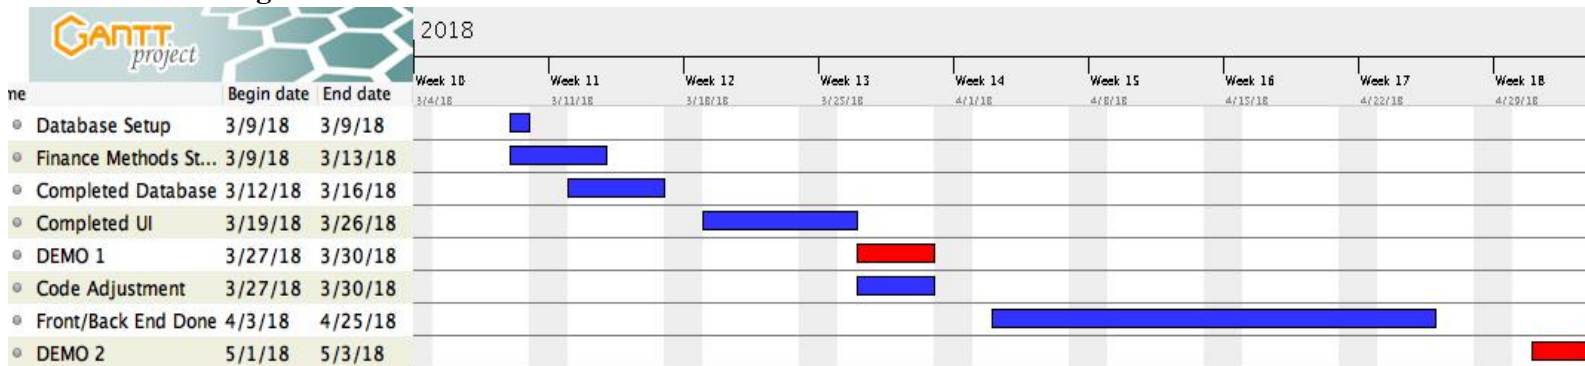 GANTT
project
2018
Week 10 Week 11 Week 12 Week 13 Week 14 Week 15 Week 16 Week 17 Week 18
me Begin date End date 3/4/18 3/11/18 3/18/18 3/25/18 4/1/18 4/8/18 4/15/18 4/22/18 4/29/18
Database Setup 3/9/18 3/9/18
Finance Methods St... 3/9/18 3/13/18
Completed Database 3/12/18 3/16/18
Completed UI 3/19/18 3/26/18
DEMO 1 3/27/18 3/30/18
Code Adjustment 3/27/18 3/30/18
Front/Back End Done 4/3/18 4/25/18
DEMO 2 5/1/18 5/3/18